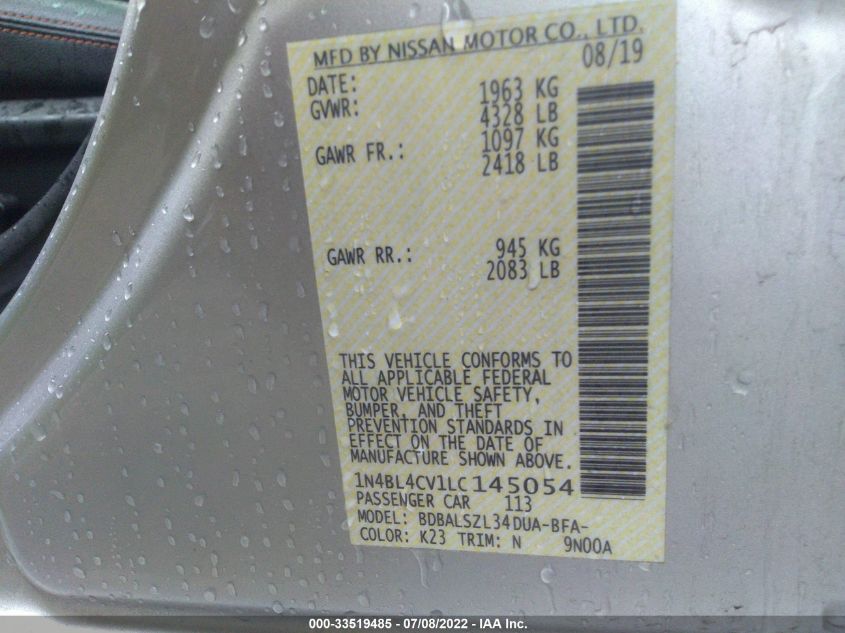 MFD BY NISSAN MOTOR CO., LTD.
DATE: 08/19
GVWR: 1963 KG
4328 LB
GAWR FR.: 1097 KG
2418 LB
GAWR RR.: 945 KG
2083 LB
THIS VEHICLE CONFORMS TO
ALL APPLICABLE FEDERAL
MOTOR VEHICLE SAFETY,
BUMPER, AND THEFT
PREVENTION STANDARDS IN
EFFECT ON THE DATE OF
MANUFACTURE SHOWN ABOVE.
1N4BL4CV1LC145054
PASSENGER CAR 113
MODEL: BDBALSZL34DUA-BFA-
COLOR: K23 TRIM: N 9N00A
000-33519485 - 07/08/2022 - IAA Inc.